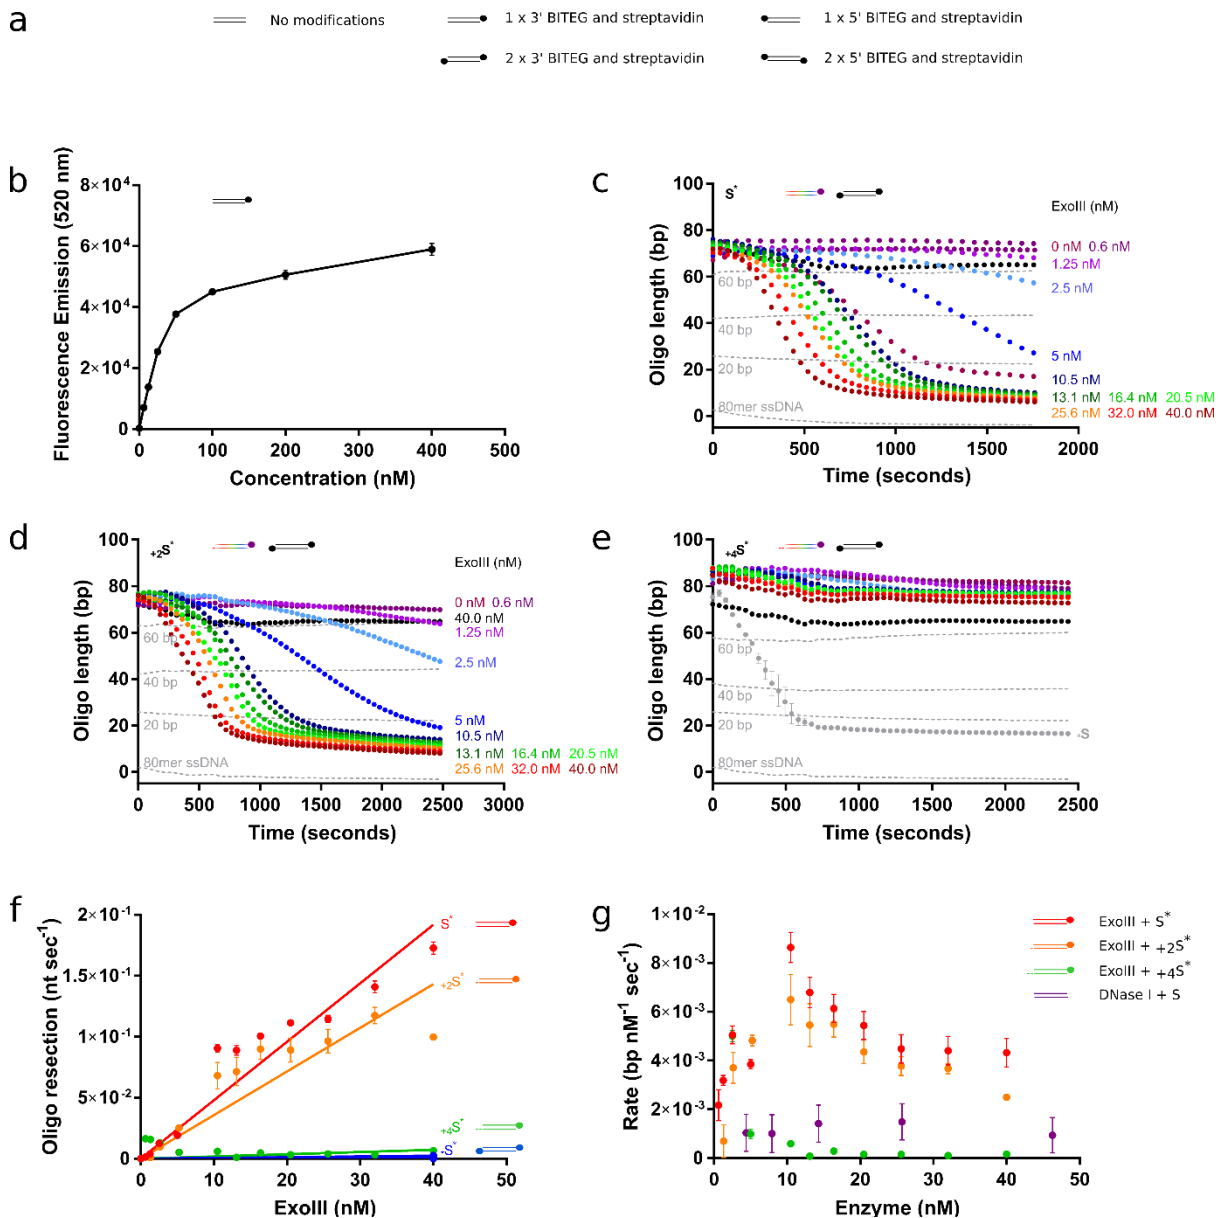 a
No modifications
1 x 3' BITEG and streptavidin
1 x 5' BITEG and streptavidin
2 x 3' BITEG and streptavidin
2 x 5' BITEG and streptavidin
b
Fluorescence Emission (520 nm)
8×10⁴
6×10⁴
4×10⁴
2×10⁴
0
0 100 200 300 400 500
Concentration (nM)
c
S*
Oligo length (bp)
100
80
60
40
20
0
60 bp
40 bp
20 bp
80mer ssDNA
ExoIII (nM)
0 nM 0.6 nM
1.25 nM
2.5 nM
5 nM
10.5 nM
13.1 nM 16.4 nM 20.5 nM
25.6 nM 32.0 nM 40.0 nM
0 500 1000 1500 2000
Time (seconds)
d
+2S*
Oligo length (bp)
100
80
60
40
20
0
60 bp
40 bp
20 bp
80mer ssDNA
ExoIII (nM)
0 nM 0.6 nM
40.0 nM
1.25 nM
2.5 nM
5 nM
10.5 nM
13.1 nM 16.4 nM 20.5 nM
25.6 nM 32.0 nM 40.0 nM
0 500 1000 1500 2000 2500 3000
Time (seconds)
e
+4S*
Oligo length (bp)
100
80
60
40
20
0
60 bp
40 bp
20 bp
80mer ssDNA
0 500 1000 1500 2000 2500
Time (seconds)
f
Oligo resection (nt sec⁻¹)
2×10⁻¹
1.5×10⁻¹
1×10⁻¹
5×10⁻²
0
S*
+2S*
+4S*
0 10 20 30 40 50
ExoIII (nM)
g
Rate (bp nM⁻¹ sec⁻¹)
1×10⁻²
8×10⁻³
6×10⁻³
4×10⁻³
2×10⁻³
0
0 10 20 30 40 50
Enzyme (nM)
ExoIII + S*
ExoIII + +2S*
ExoIII + +4S*
DNase I + S